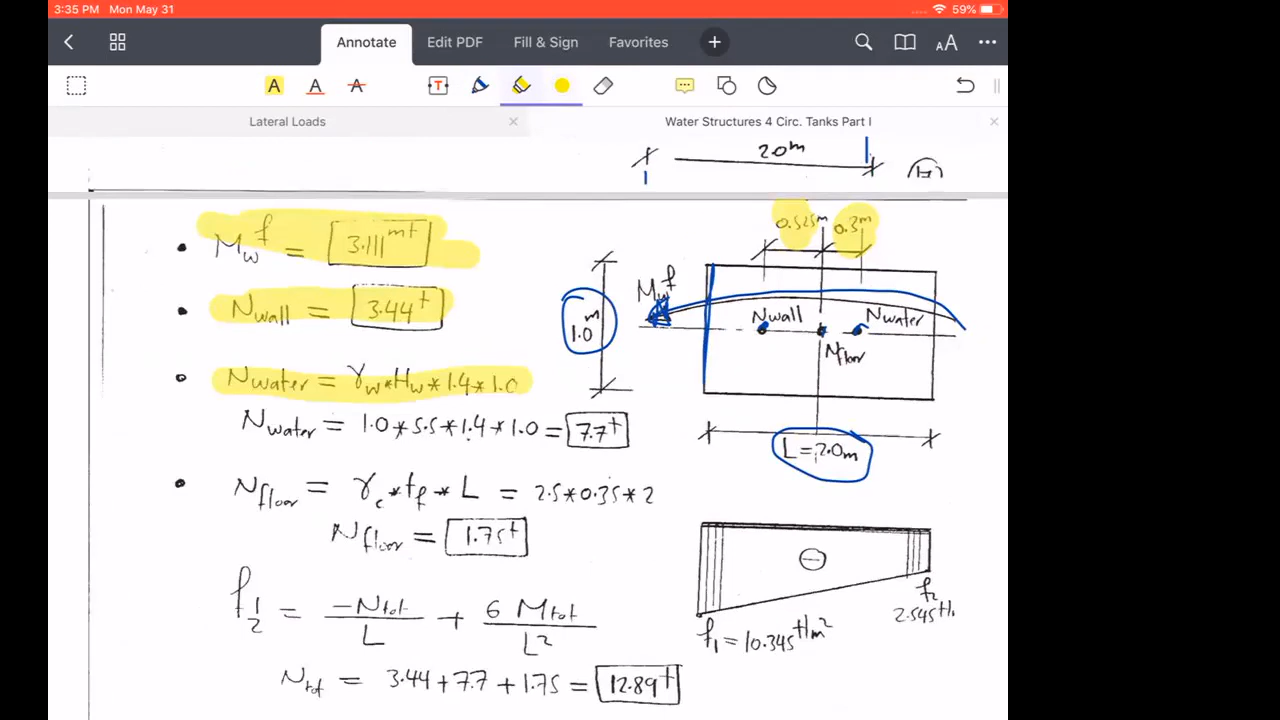 3:35 PM Mon May 31 59%
Annotate Edit PDF Fill & Sign Favorites
A A A T AA
Lateral Loads Water Structures 4 Circ. Tanks Part I
2.0m
0.525m 0.3m
• Mwf = 3.111mt
• Nwall = 3.44t
• Nwater = γw*Hw*1.4*1.0
Nwater = 1.0*5.5*1.4*1.0 = 7.7t
• Nfloor = γc*tf*L = 2.5*0.35*2
Nfloor = 1.75t
f1/2 = -Ntot/L + 6 Mtot/L2
Ntot = 3.44+7.7+1.75 = 12.89t
1.0m
Mwf
Nwall Nwater
Nfloor
L=2.0m
f2
2.545t/
f1=10.345t/m2